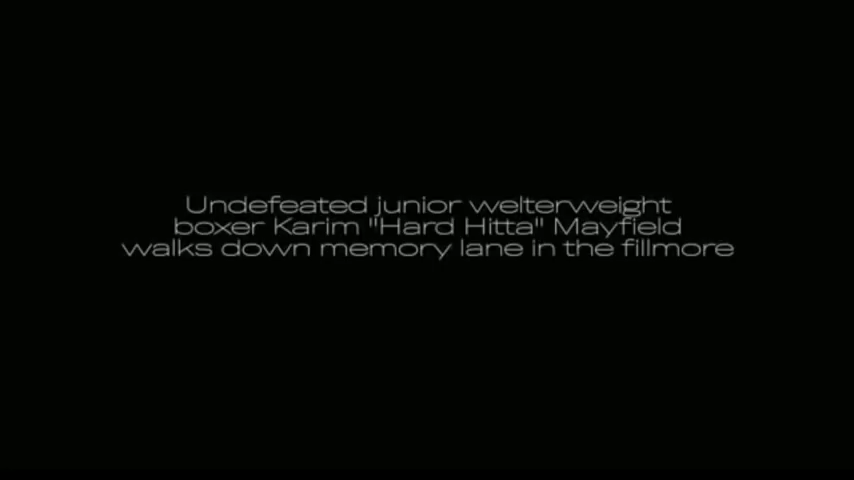 Undefeated junior welterweight
boxer Karim "Hard Hitta" Mayfield
walks down memory lane in the fillmore